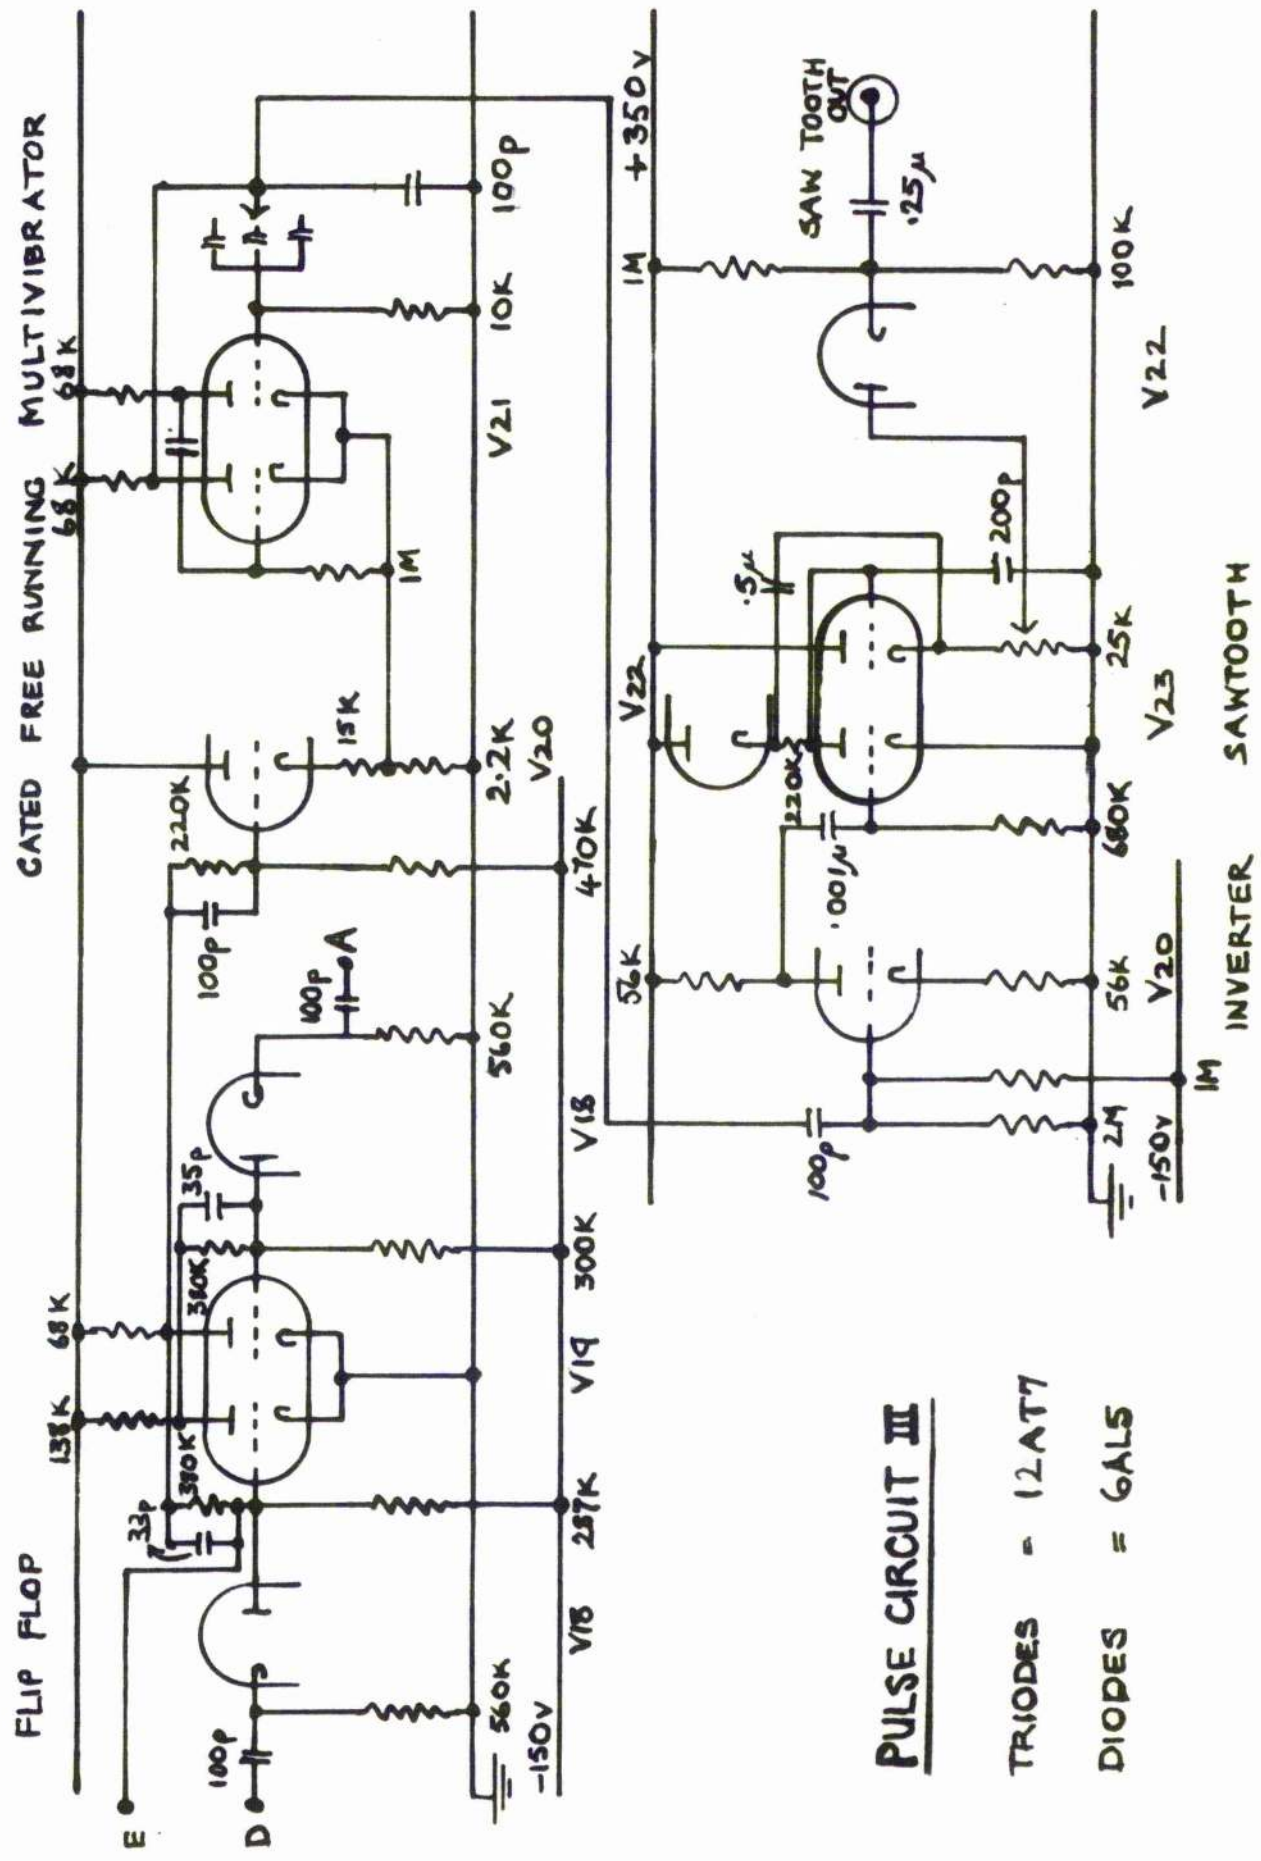 FLIP FLOP
GATED FREE RUNNING MULTIVIBRATOR
138K
68K
68K
68K
E
D
100p
33p
380K
380K
35p
100p
A
100p
220K
15K
1M
560K
-150v
V18
287K
V19
300K
V18
560K
470K
2.2K
V20
V21
10K
100p
+350v
100p
56K
.001µ
220K
V22
.5µ
200p
1M
SAW TOOTH
OUT
.25µ
-150v
2M
1M
56K
V20
680K
V23
25K
V22
100K
INVERTER
SAWTOOTH
PULSE CIRCUIT III
TRIODES = 12AT7
DIODES = 6AL5